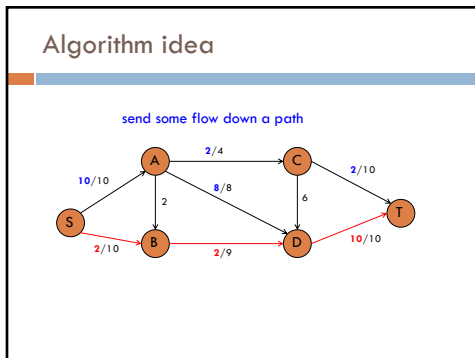 Algorithm idea
send some flow down a path
A
2/4
C
10/10
8/8
2/10
2
6
S
T
2/10
B
2/9
D
10/10